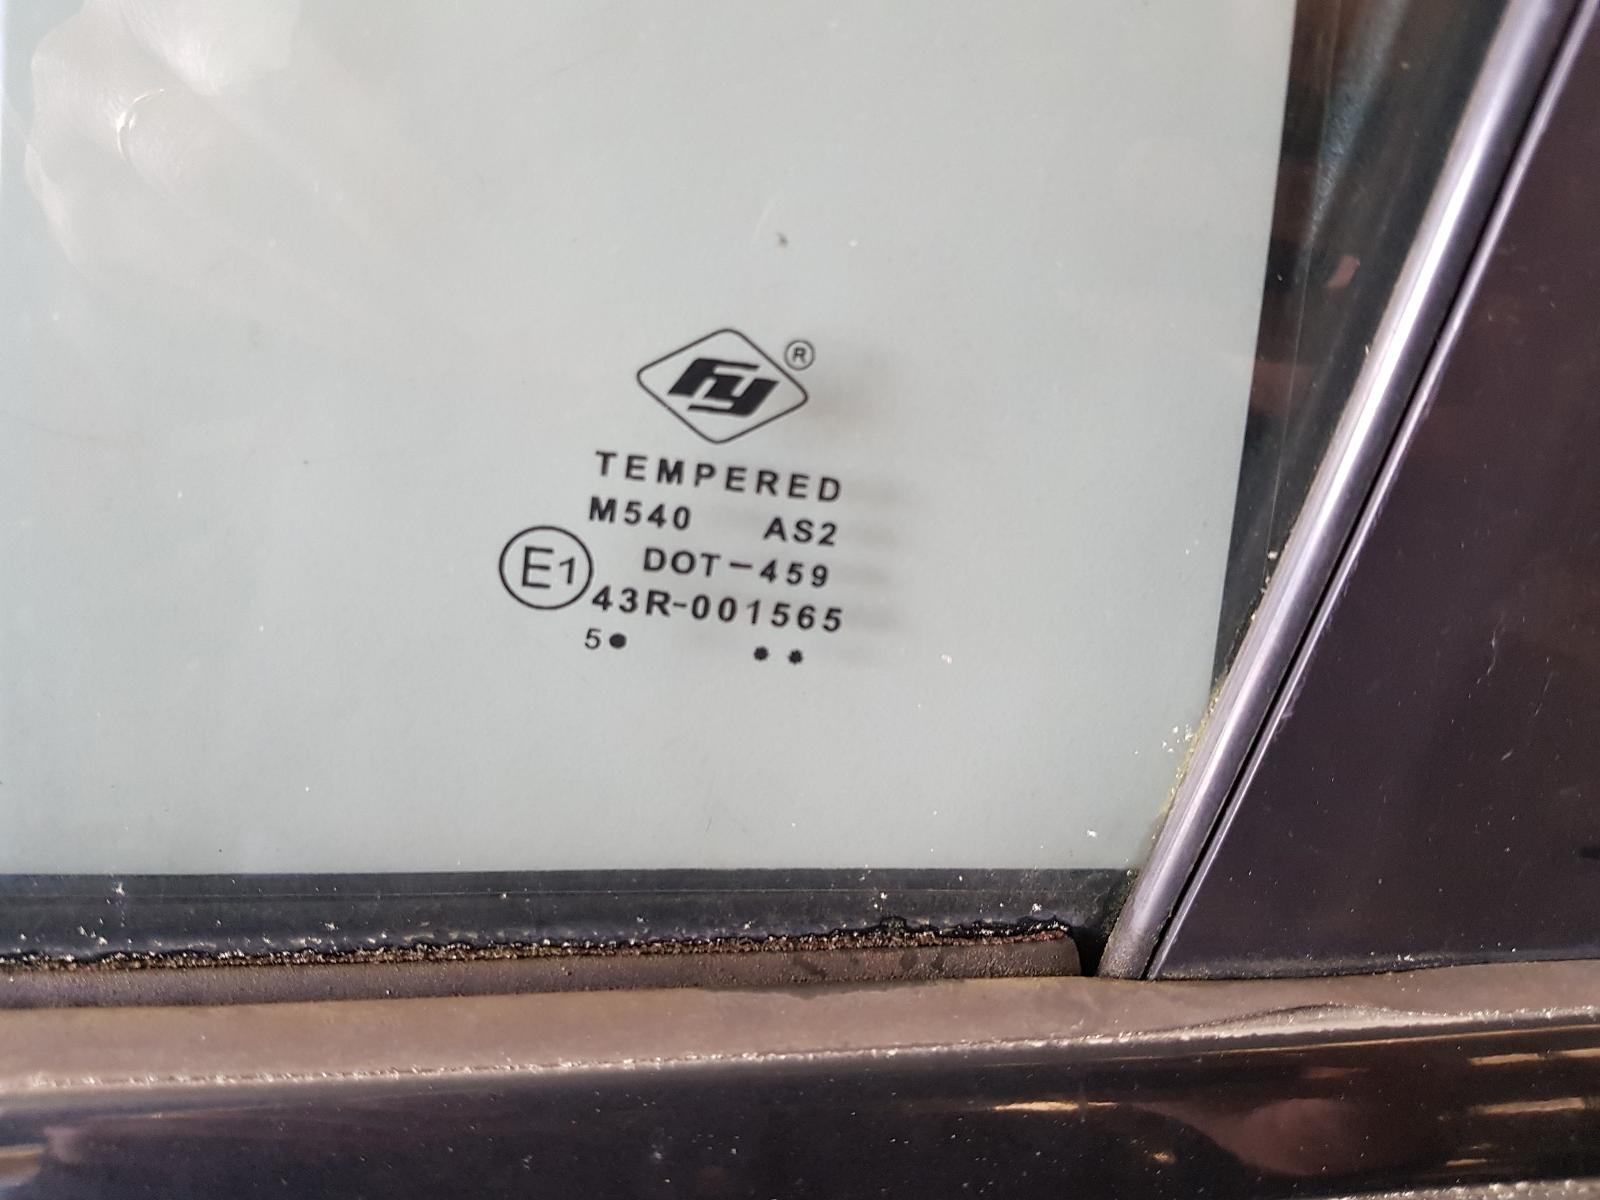 fy ®
TEMPERED
M540 AS2
DOT-459
E1 43R-001565
5● ● ●